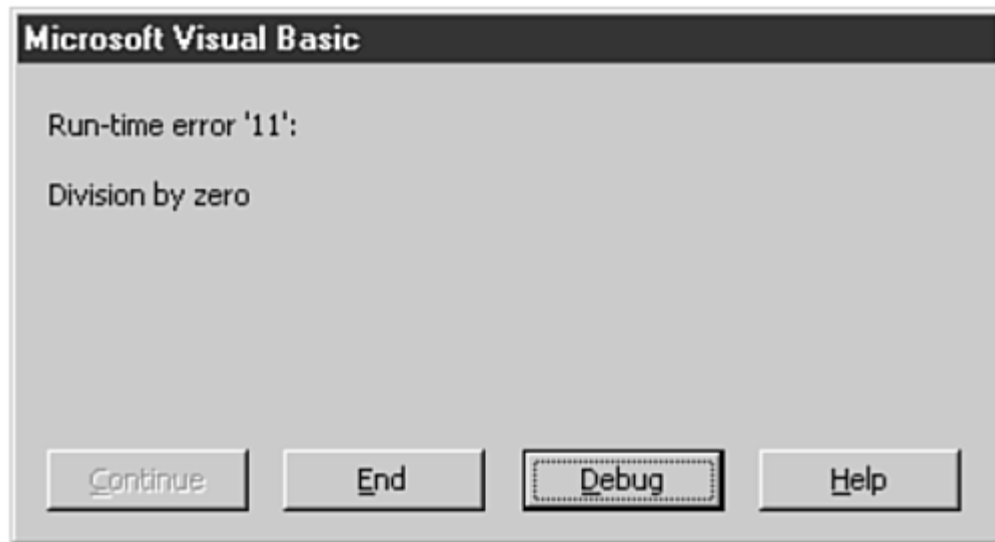 Microsoft Visual Basic
Run-time error '11':
Division by zero
Continue End Debug Help